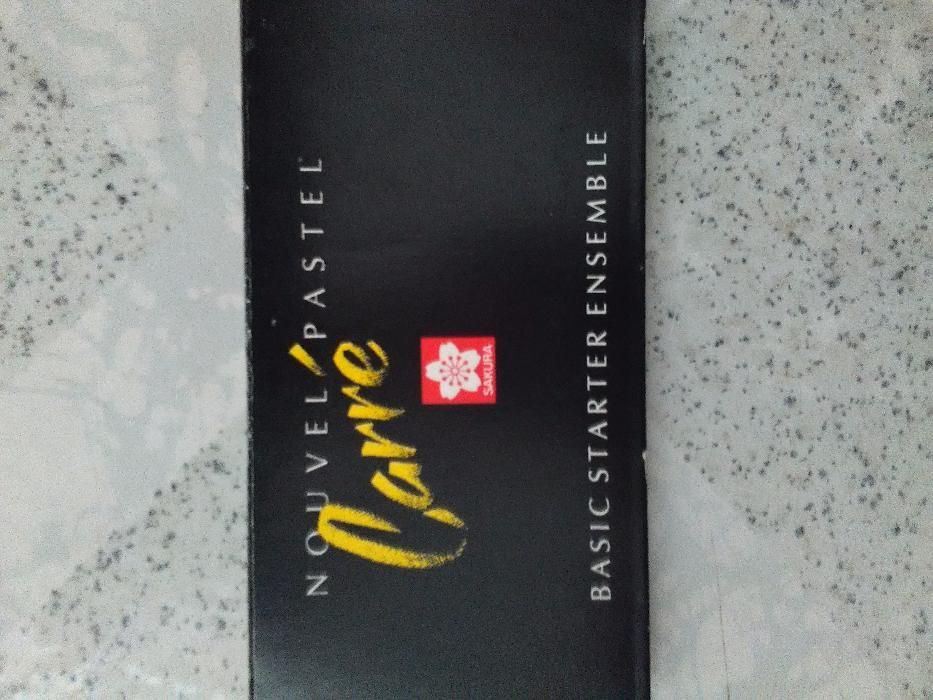 NOUVEL PASTEL
Carré
SAKURA
BASIC STARTER ENSEMBLE